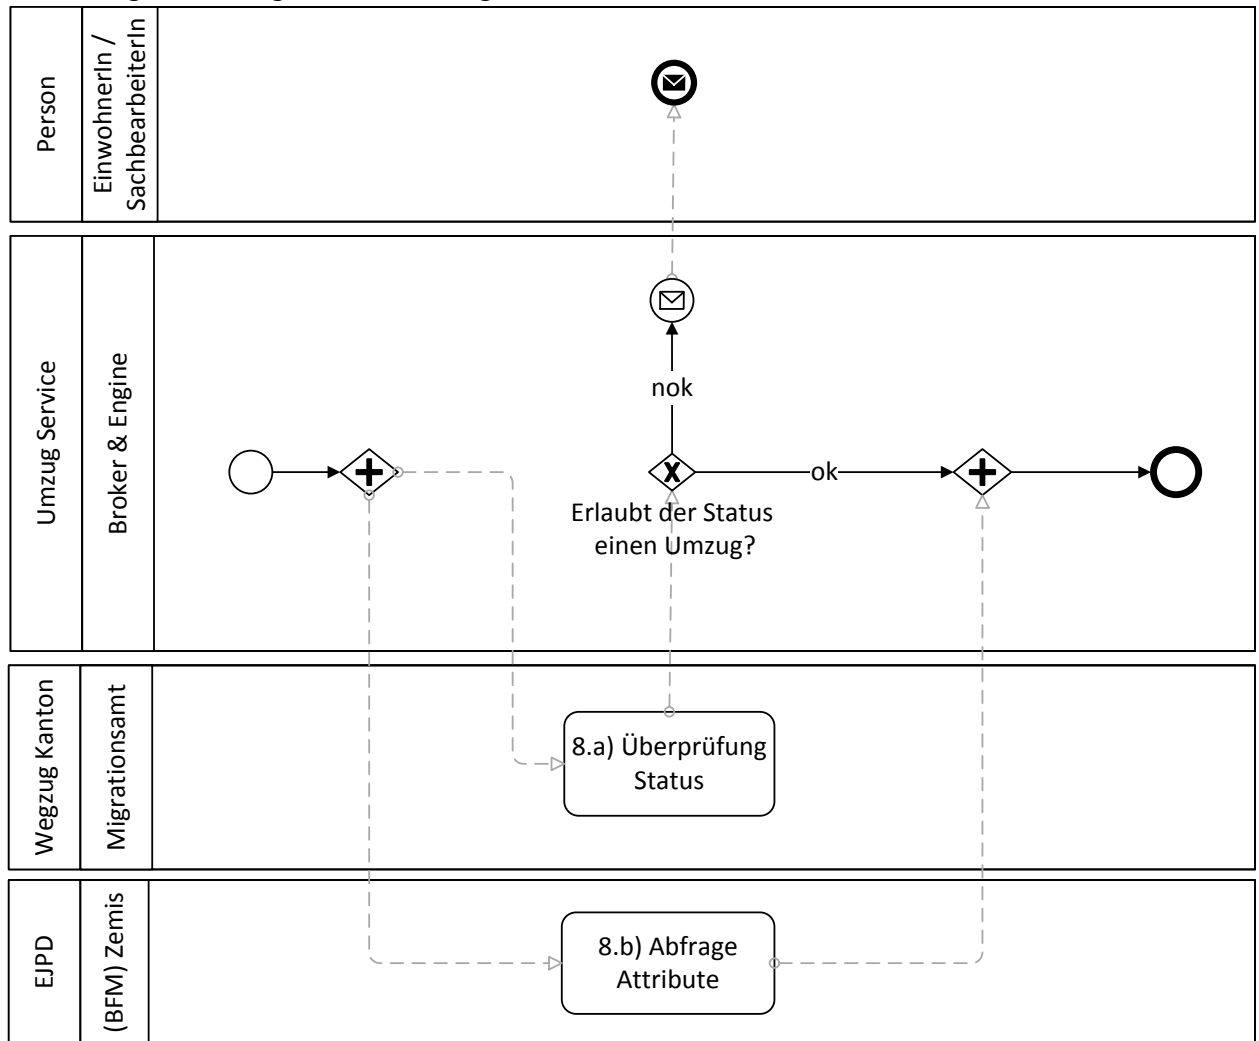 Person
EinwohnerIn /
SachbearbeiterIn
Umzug Service
Broker & Engine
nok
ok
Erlaubt der Status
einen Umzug?
Wegzug Kanton
Migrationsamt
8.a) Überprüfung
Status
EJPD
(BFM) Zemis
8.b) Abfrage
Attribute